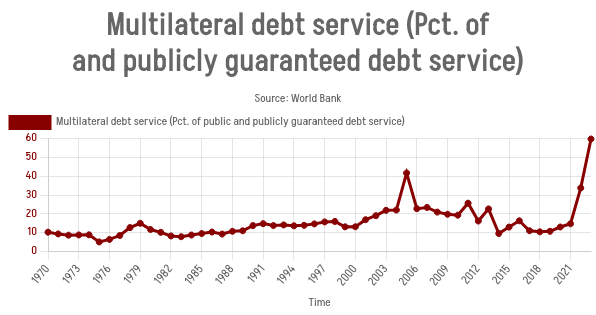 Multilateral debt service (Pct. of
and publicly guaranteed debt service)
Source: World Bank
Multilateral debt service (Pct. of public and publicly guaranteed debt service)
60
50
40
30
20
10
0
1970 1973 1976 1979 1982 1985 1988 1991 1994 1997 2000 2003 2006 2009 2012 2015 2018 2021
Time